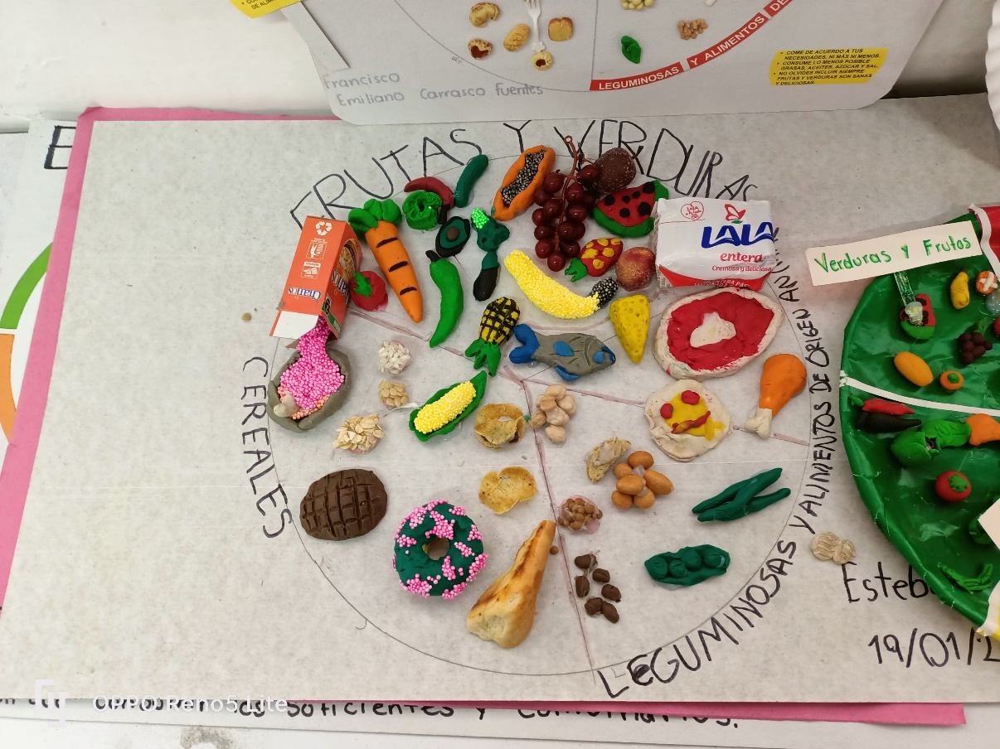 LEGUMINOSAS Y ALIMENTOS DE
• COME DE ACUERDO A TUS
NECESIDADES, NI MÁS NI MENOS.
• CONSUME LO MENOS POSIBLE
GRASAS, ACEITES, AZÚCAR Y SAL.
• NO OLVIDES INCLUIR SIEMPRE
FRUTAS Y VERDURAS SON SANAS
Y DELICIOSAS.
Francisco
Emiliano Carrasco Fuentes
E
FRUTAS Y VERDURAS
LALA
entera
Cremosa y deliciosa
Verduras y Frutos
CEREALES
LEGUMINOSAS Y ALIMENTOS DE ORIGEN ANI
Esteb
19/01/2
OPPO Reno5 Lite